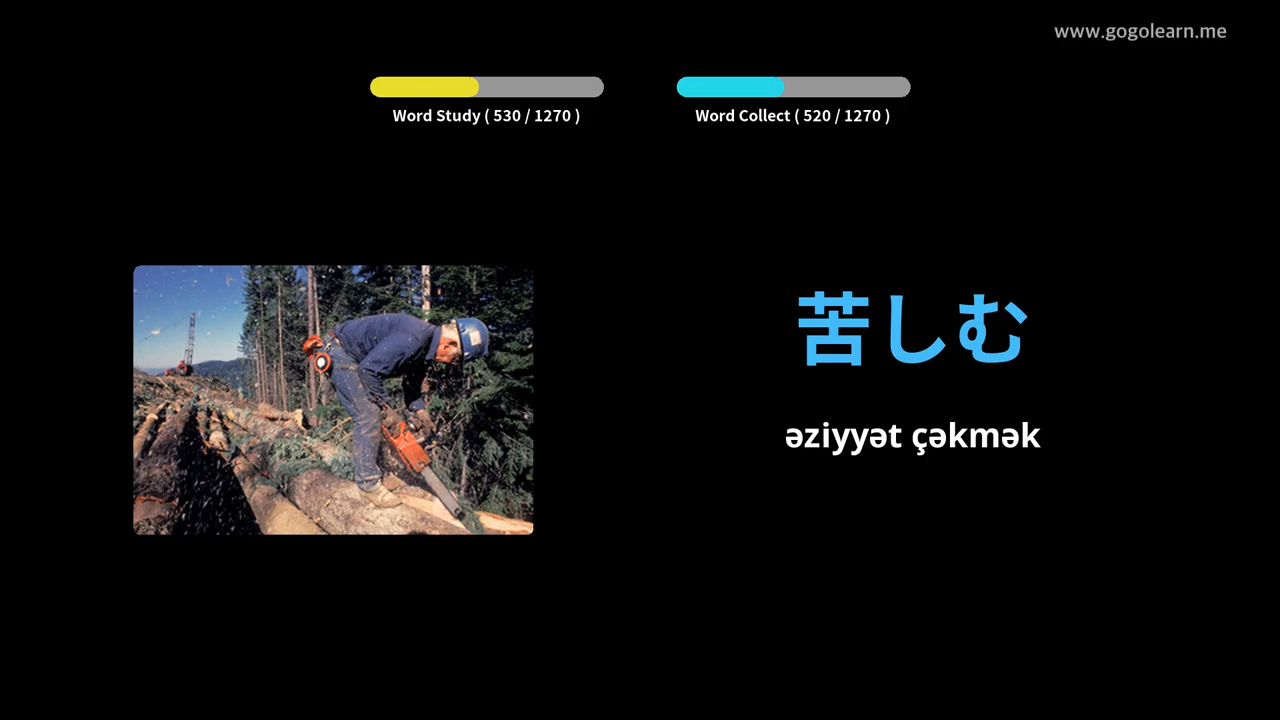 www.gogolearn.me
Word Study ( 530 / 1270 )
Word Collect ( 520 / 1270 )
苦しむ
əziyyət çəkmək